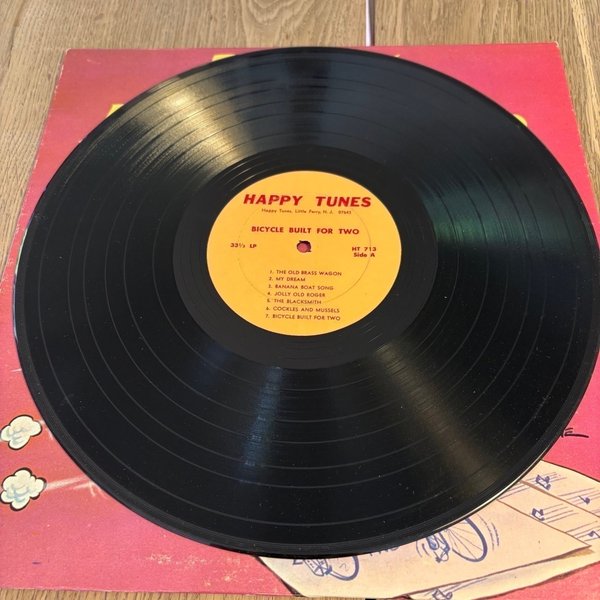 HAPPY TUNES
Happy Tunes, Little Ferry, N. J. 07643
BICYCLE BUILT FOR TWO
33⅓ LP
HT 713
Side A
1. THE OLD BRASS WAGON
2. MY DREAM
3. BANANA BOAT SONG
4. JOLLY OLD ROGER
5. THE BLACKSMITH
6. COCKLES AND MUSSELS
7. BICYCLE BUILT FOR TWO